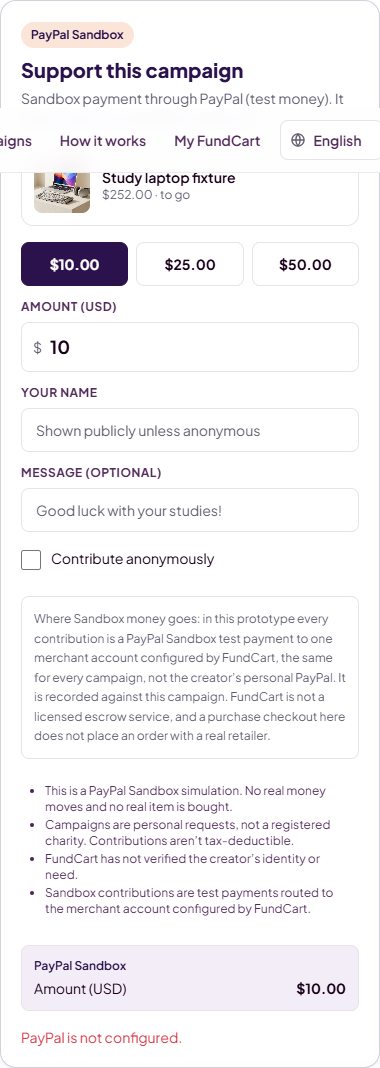 PayPal Sandbox
Support this campaign
Sandbox payment through PayPal (test money). It
aigns How it works My FundCart English
Study laptop fixture
$252.00 · to go
$10.00 $25.00 $50.00
AMOUNT (USD)
$ 10
YOUR NAME
Shown publicly unless anonymous
MESSAGE (OPTIONAL)
Good luck with your studies!
Contribute anonymously
Where Sandbox money goes: in this prototype every
contribution is a PayPal Sandbox test payment to one
merchant account configured by FundCart, the same
for every campaign, not the creator's personal PayPal. It
is recorded against this campaign. FundCart is not a
licensed escrow service, and a purchase checkout here
does not place an order with a real retailer.
• This is a PayPal Sandbox simulation. No real money
moves and no real item is bought.
• Campaigns are personal requests, not a registered
charity. Contributions aren't tax-deductible.
• FundCart has not verified the creator's identity or
need.
• Sandbox contributions are test payments routed to
the merchant account configured by FundCart.
PayPal Sandbox
Amount (USD) $10.00
PayPal is not configured.